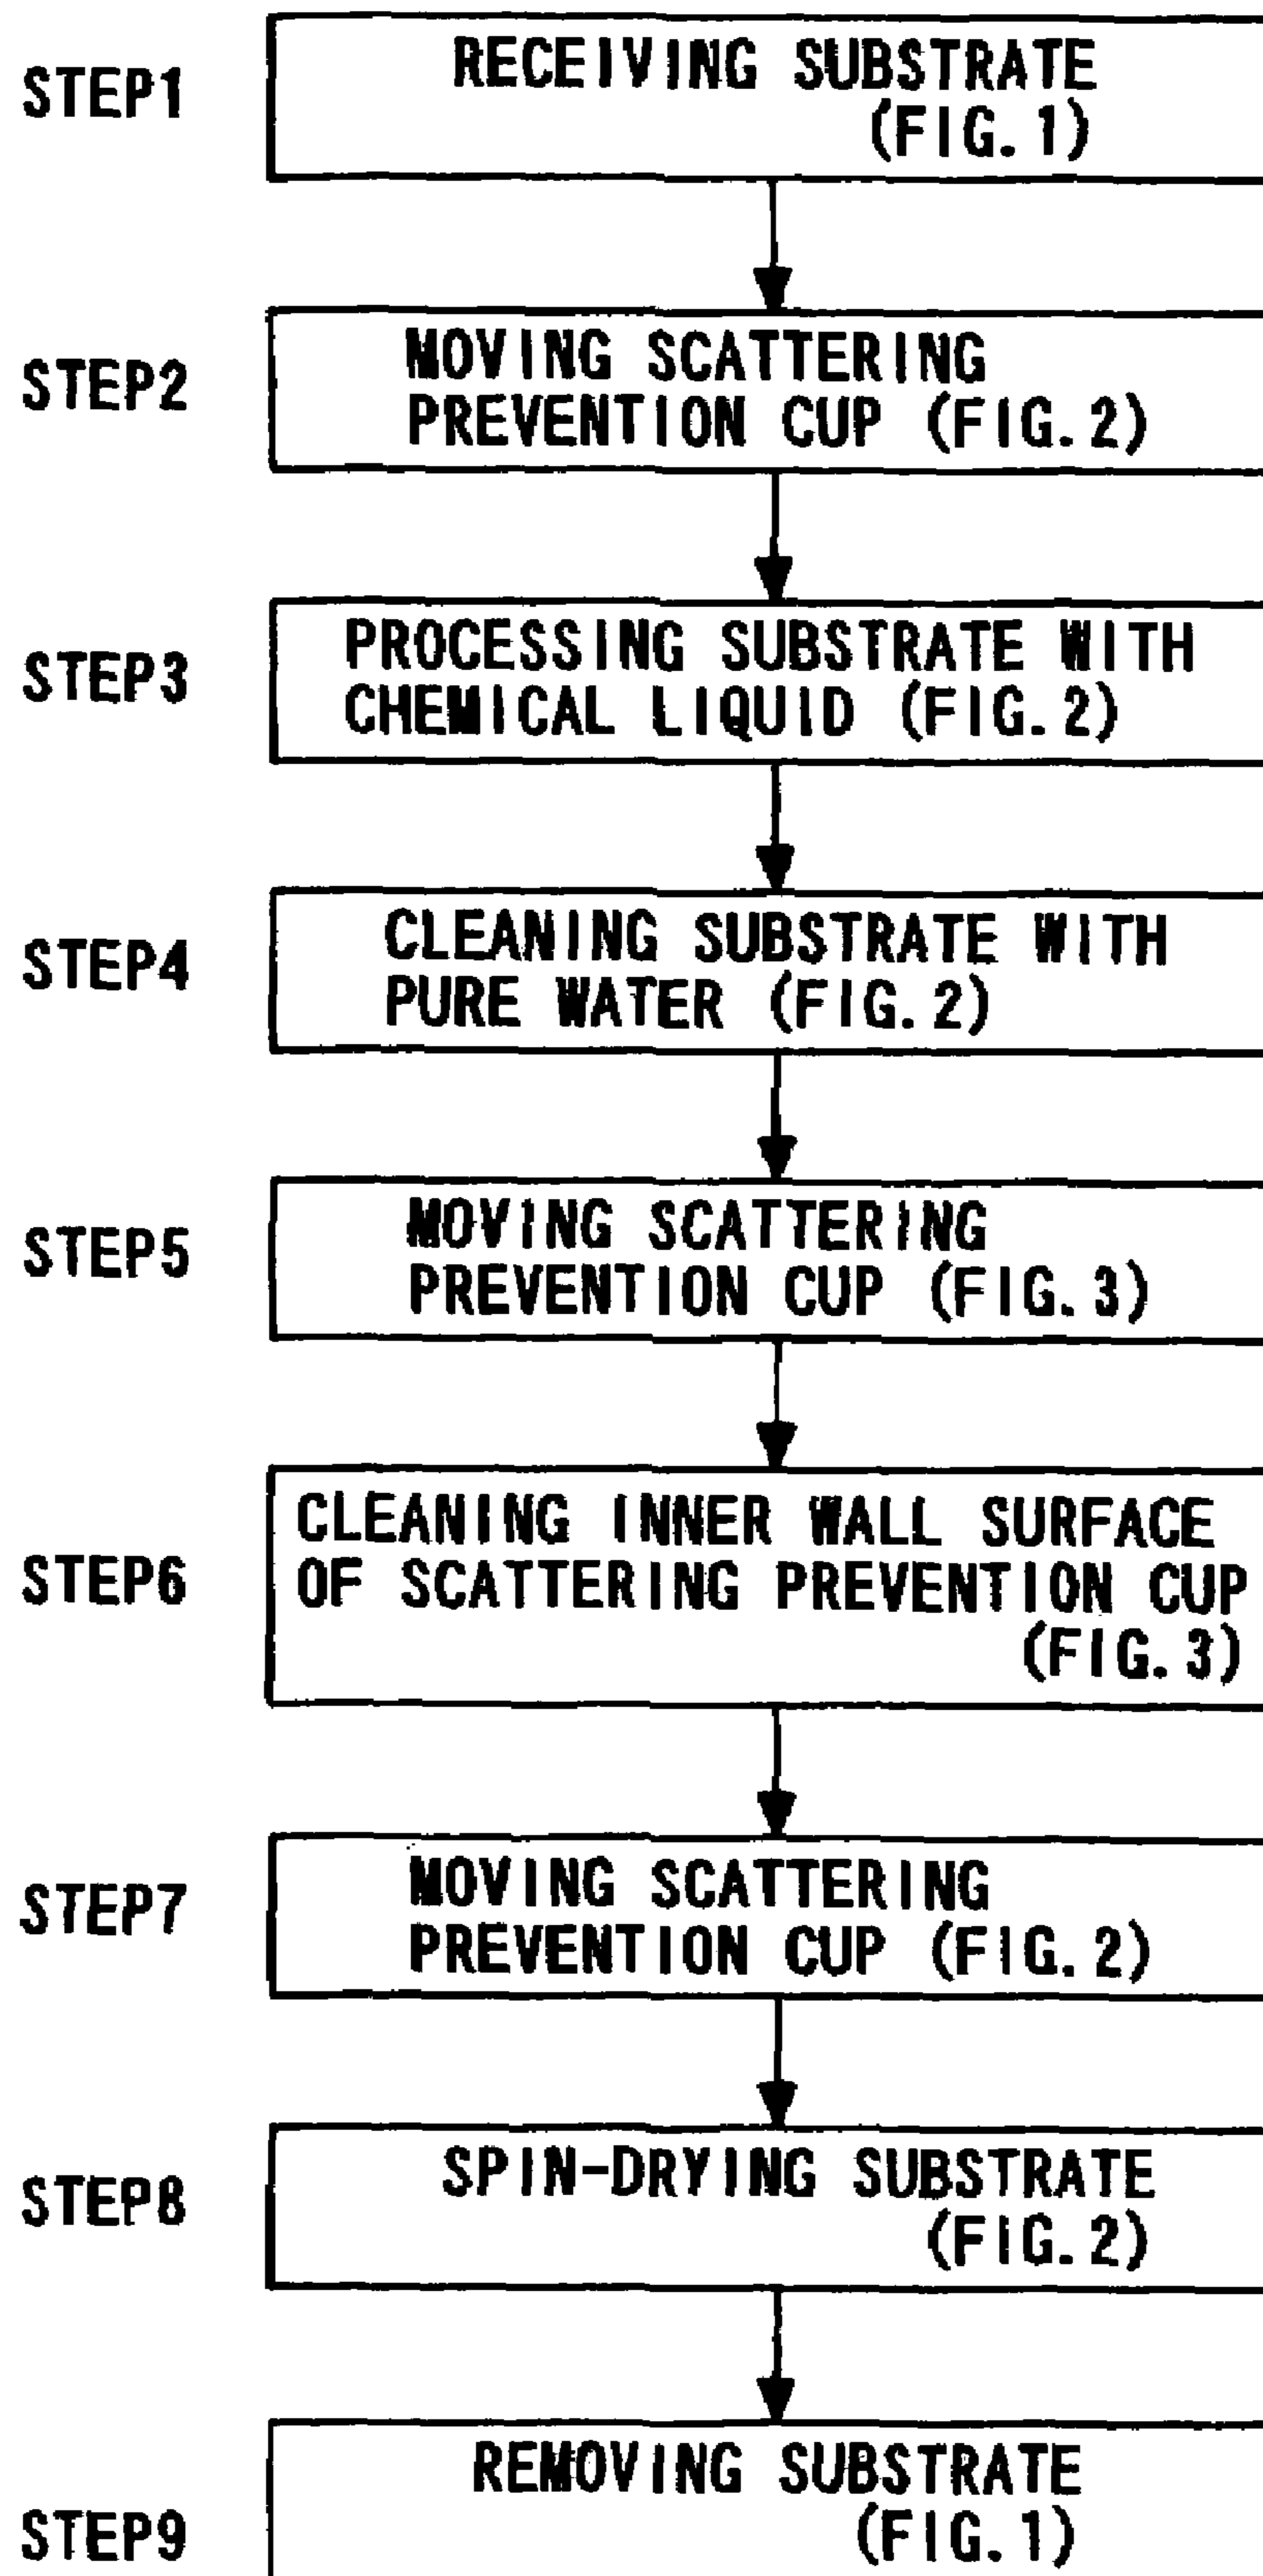 STEP1
RECEIVING SUBSTRATE
(FIG. 1)
STEP2
MOVING SCATTERING
PREVENTION CUP (FIG. 2)
STEP3
PROCESSING SUBSTRATE WITH
CHEMICAL LIQUID (FIG. 2)
STEP4
CLEANING SUBSTRATE WITH
PURE WATER (FIG. 2)
STEP5
MOVING SCATTERING
PREVENTION CUP (FIG. 3)
STEP6
CLEANING INNER WALL SURFACE
OF SCATTERING PREVENTION CUP
(FIG. 3)
STEP7
MOVING SCATTERING
PREVENTION CUP (FIG. 2)
STEP8
SPIN-DRYING SUBSTRATE
(FIG. 2)
STEP9
REMOVING SUBSTRATE
(FIG. 1)